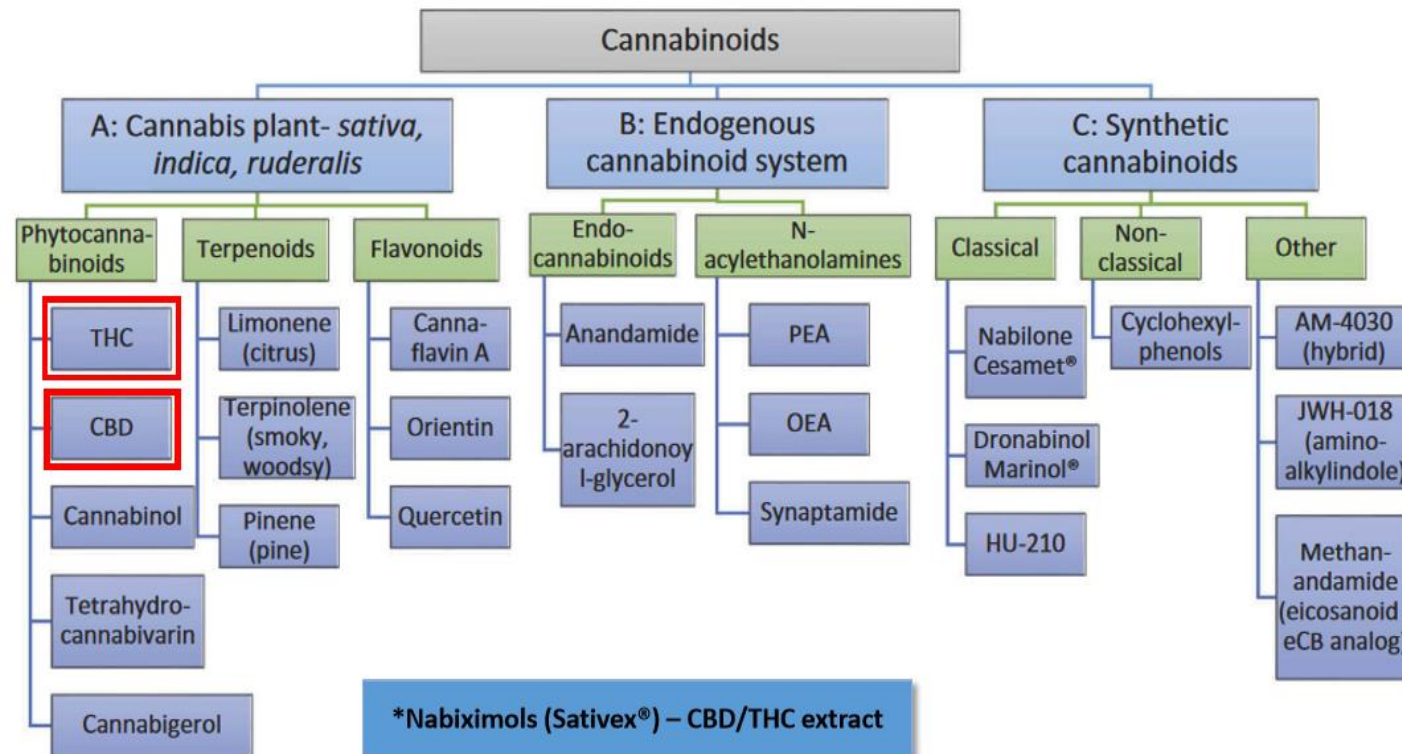 Cannabinoids
A: Cannabis plant- sativa,
indica, ruderalis
B: Endogenous
cannabinoid system
C: Synthetic
cannabinoids
Phytocanna-
binoids
Terpenoids
Flavonoids
Endo-
cannabinoids
N-
acylethanolamines
Classical
Non-
classical
Other
THC
CBD
Cannabinol
Tetrahydro-
cannabivarin
Cannabigerol
Limonene
(citrus)
Terpinolene
(smoky,
woodsy)
Pinene
(pine)
Canna-
flavin A
Orientin
Quercetin
Anandamide
2-
arachidonoy
l-glycerol
PEA
OEA
Synaptamide
Nabilone
Cesamet®
Dronabinol
Marinol®
HU-210
Cyclohexyl-
phenols
AM-4030
(hybrid)
JWH-018
(amino-
alkylindole)
Methan-
andamide
(eicosanoid
eCB analog)
*Nabiximols (Sativex®) – CBD/THC extract